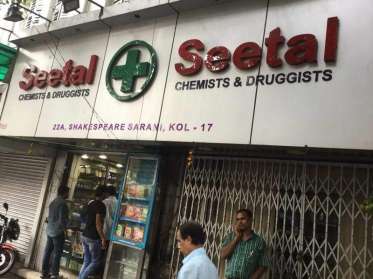 Seetal
CHEMISTS & DRUGGISTS
Seetal
CHEMISTS & DRUGGISTS
22A, SHAKESPEARE SARANI, KOL - 17